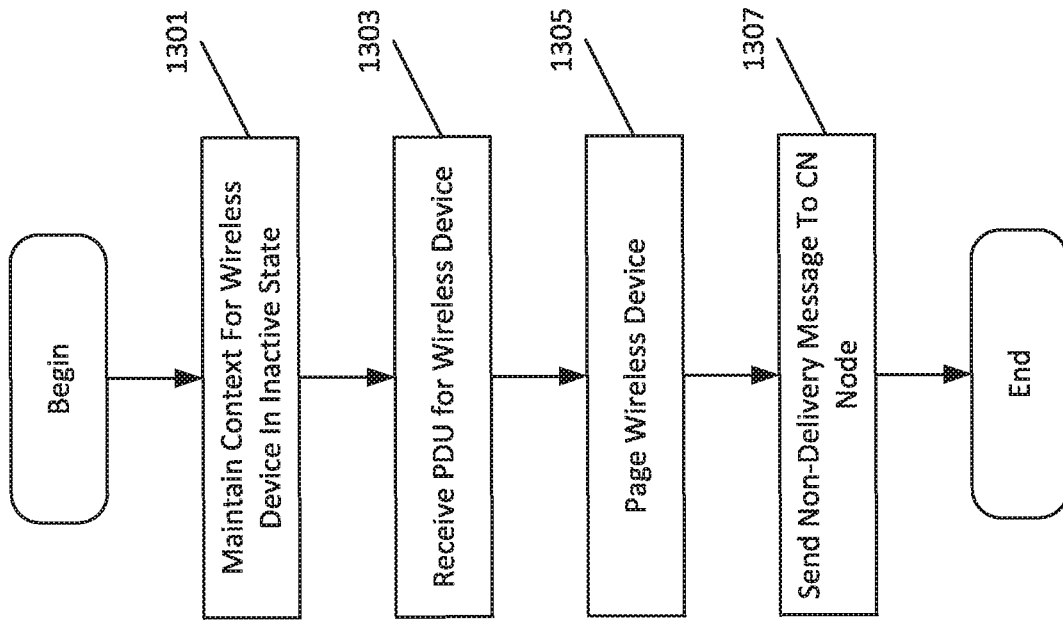 Begin
Maintain Context For Wireless
Device In Inactive State
1301
Receive PDU for Wireless Device
1303
Page Wireless Device
1305
Send Non-Delivery Message To CN
Node
1307
End